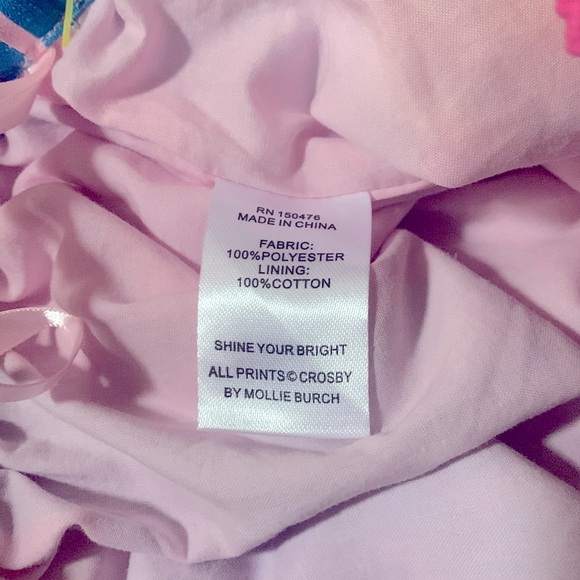 RN 150476
MADE IN CHINA
FABRIC:
100%POLYESTER
LINING:
100%COTTON
SHINE YOUR BRIGHT
ALL PRINTS© CROSBY
BY MOLLIE BURCH